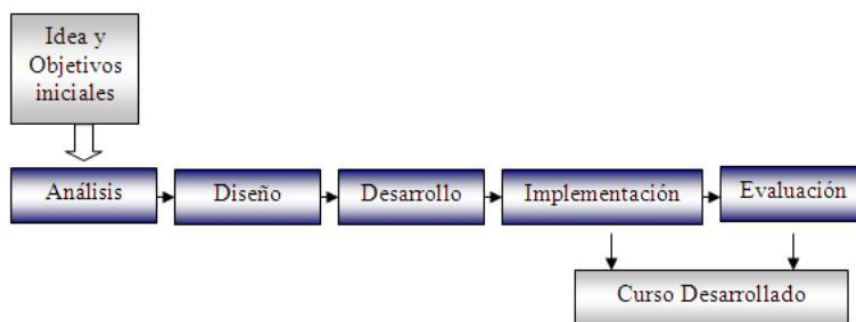 Idea y
Objetivos
iniciales
Análisis
Diseño
Desarrollo
Implementación
Evaluación
Curso Desarrollado